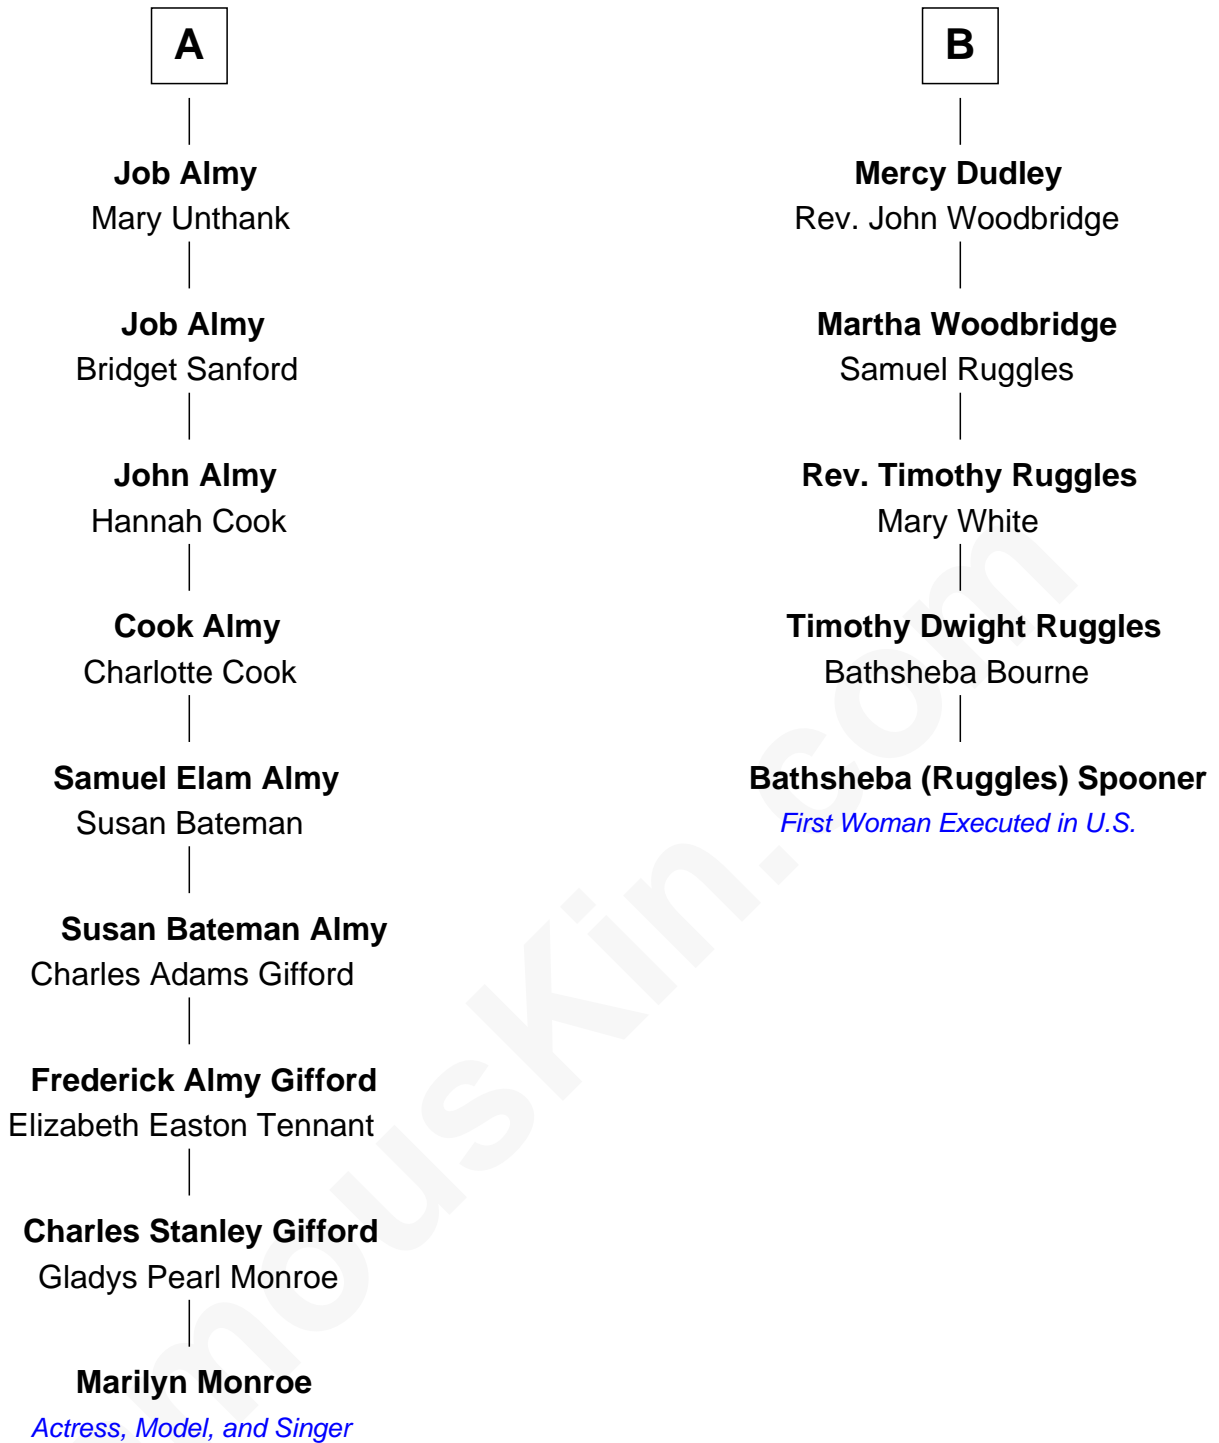 A
Job Almy
Mary Unthank
Job Almy
Bridget Sanford
John Almy
Hannah Cook
Cook Almy
Charlotte Cook
Samuel Elam Almy
Susan Bateman
Susan Bateman Almy
Charles Adams Gifford
Frederick Almy Gifford
Elizabeth Easton Tennant
Charles Stanley Gifford
Gladys Pearl Monroe
Marilyn Monroe
Actress, Model, and Singer
B
Mercy Dudley
Rev. John Woodbridge
Martha Woodbridge
Samuel Ruggles
Rev. Timothy Ruggles
Mary White
Timothy Dwight Ruggles
Bathsheba Bourne
Bathsheba (Ruggles) Spooner
First Woman Executed in U.S.
mousKin.com